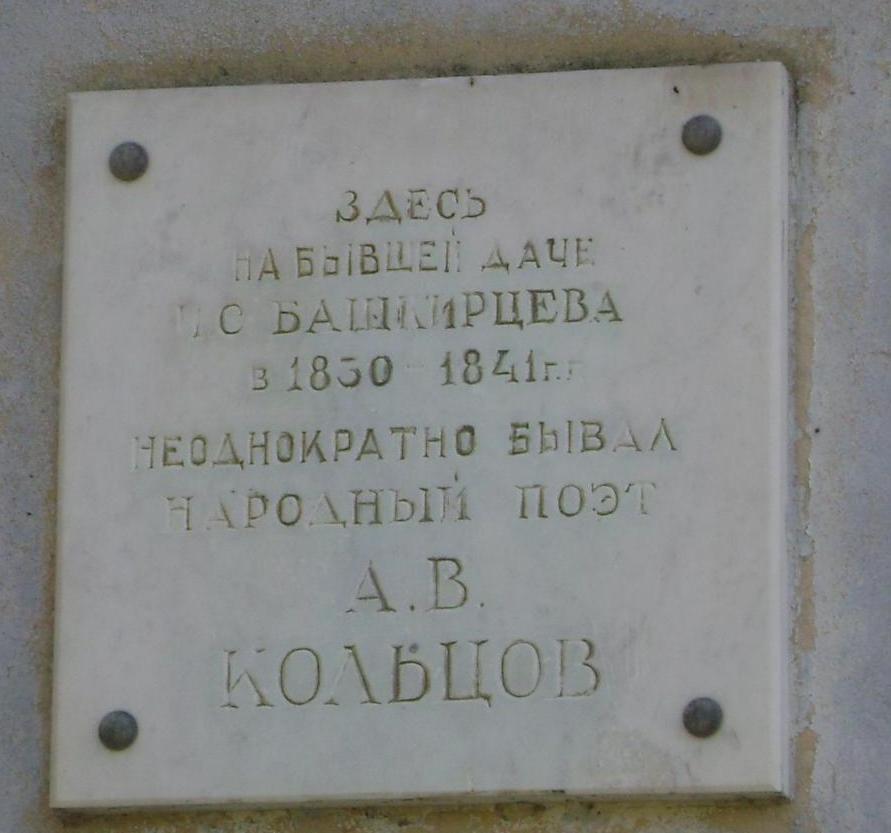 ЗДЕСЬ
НА БЫВШЕЙ ДАЧЕ
И С БАШКИРЦЕВА
в 1830 - 1841 г.г.
НЕОДНОКРАТНО БЫВАЛ
НАРОДНЫЙ ПОЭТ
А.В.
КОЛЬЦОВ